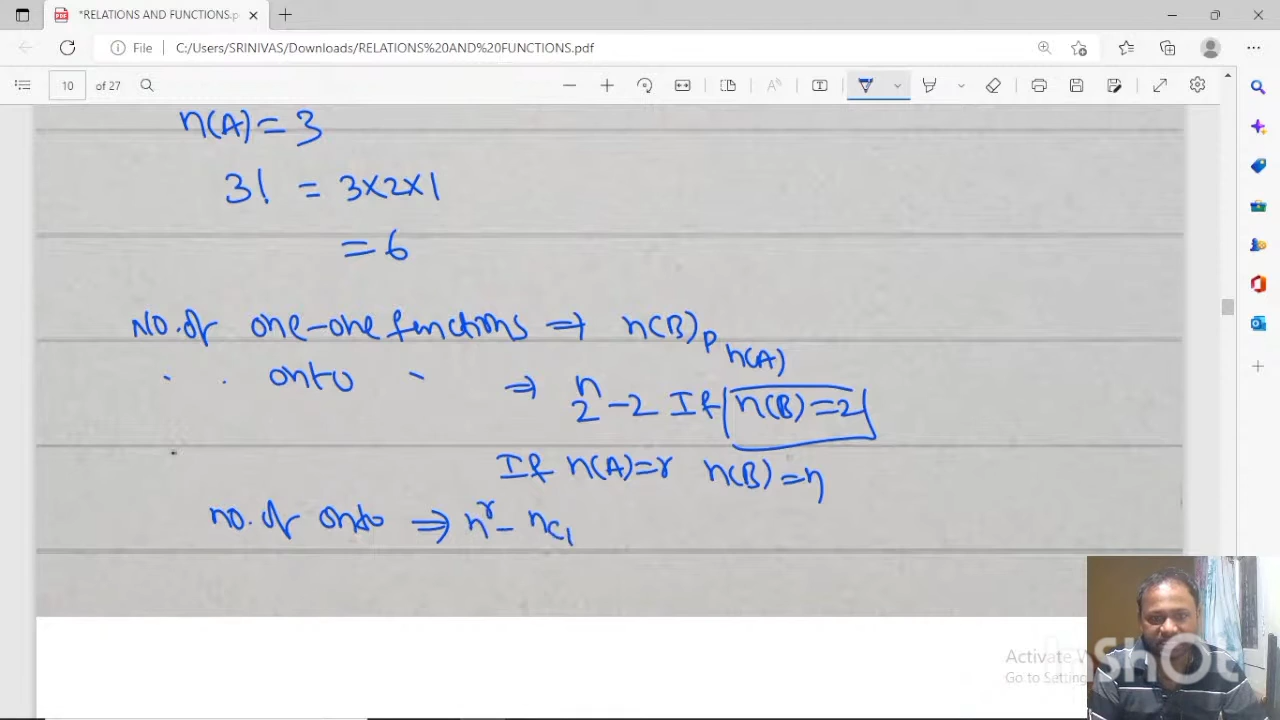 *RELATIONS AND FUNCTIONS.p
File C:/Users/SRINIVAS/Downloads/RELATIONS%20AND%20FUNCTIONS.pdf
10 of 27
n(A) = 3
3! = 3×2×1
= 6
No. of one-one functions ⇒ n(B)P n(A)
onto ⇒ 2^n - 2 If n(B) = 2
If n(A) = r n(B) = n
no. of onto ⇒ n^r - nC1
Activate W
Go to Setting
InShOt